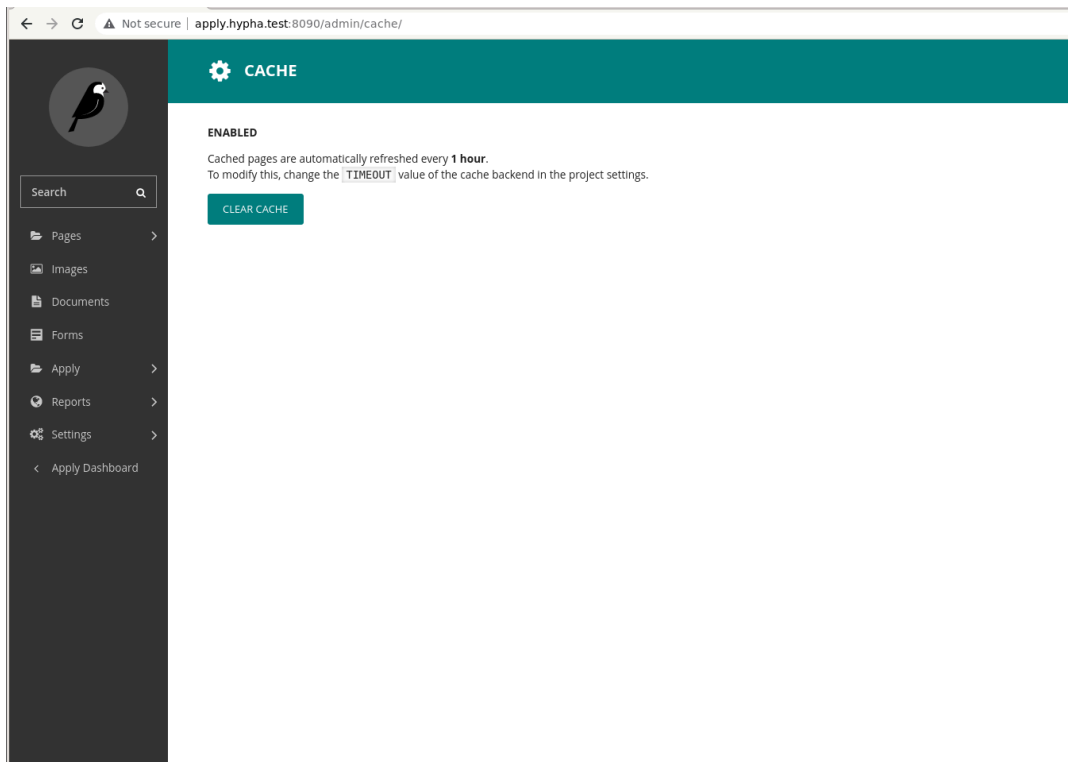 Not secure | apply.hypha.test:8090/admin/cache/
CACHE
ENABLED
Cached pages are automatically refreshed every 1 hour.
To modify this, change the TIMEOUT value of the cache backend in the project settings.
CLEAR CACHE
Search
Pages
Images
Documents
Forms
Apply
Reports
Settings
Apply Dashboard